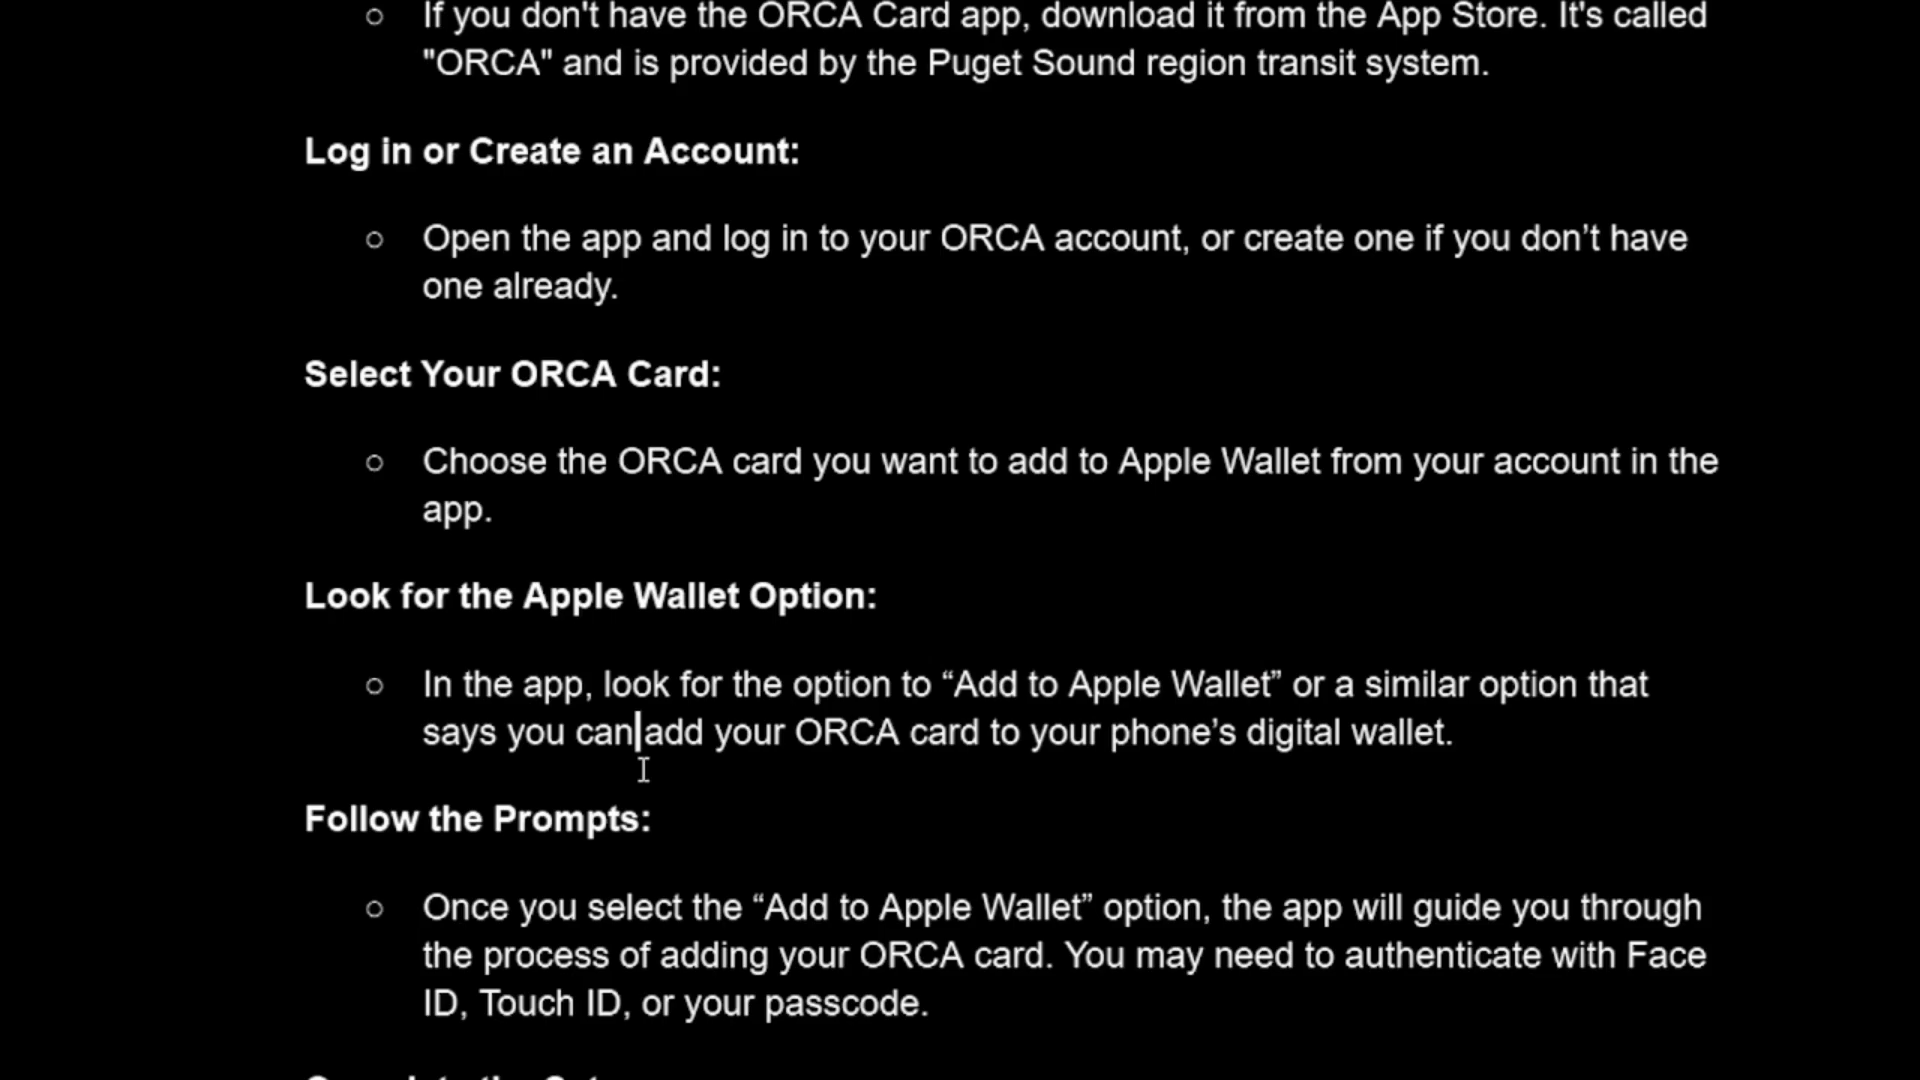 If you don't have the ORCA Card app, download it from the App Store. It's called
"ORCA" and is provided by the Puget Sound region transit system.
Log in or Create an Account:
Open the app and log in to your ORCA account, or create one if you don’t have
one already.
Select Your ORCA Card:
Choose the ORCA card you want to add to Apple Wallet from your account in the
app.
Look for the Apple Wallet Option:
In the app, look for the option to “Add to Apple Wallet” or a similar option that
says you can add your ORCA card to your phone’s digital wallet.
Follow the Prompts:
Once you select the “Add to Apple Wallet” option, the app will guide you through
the process of adding your ORCA card. You may need to authenticate with Face
ID, Touch ID, or your passcode.